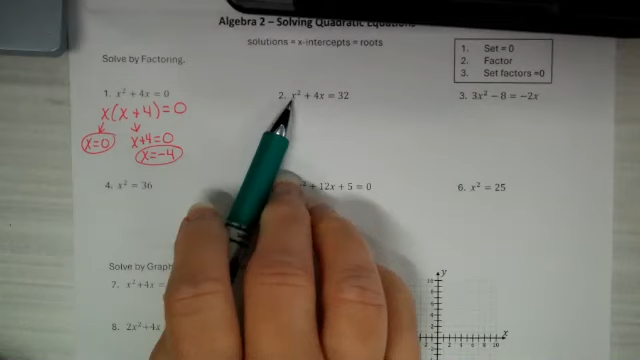 Algebra 2 – Solving Quadratic Equations
solutions = x-intercepts = roots
1. Set = 0
2. Factor
3. Set factors =0
Solve by Factoring.
1. x² + 4x = 0
x(x+4)=0
x=0
x+4=0
x=-4
2. x² + 4x = 32
3. 3x² − 8 = −2x
4. x² = 36
+ 12x + 5 = 0
6. x² = 25
Solve by
7. x²+4x =
8. 2x²+4x
y
x